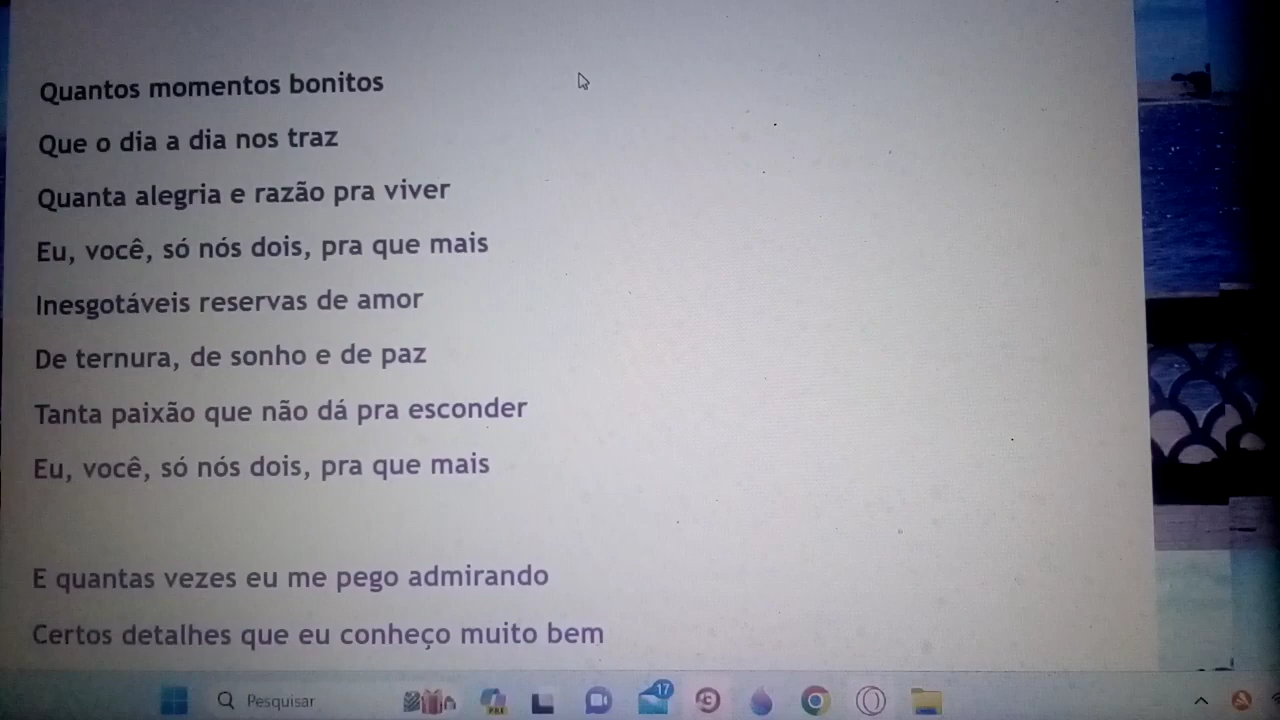 Quantos momentos bonitos
Que o dia a dia nos traz
Quanta alegria e razão pra viver
Eu, você, só nós dois, pra que mais
Inesgotáveis reservas de amor
De ternura, de sonho e de paz
Tanta paixão que não dá pra esconder
Eu, você, só nós dois, pra que mais
E quantas vezes eu me pego admirando
Certos detalhes que eu conheço muito bem
Pesquisar
PRE
17